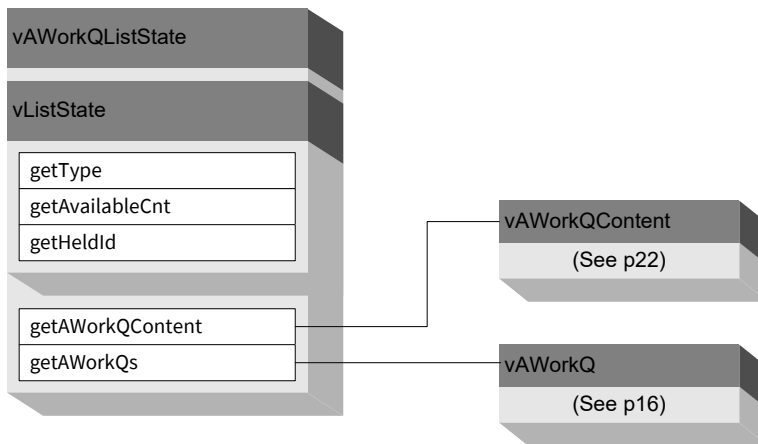 vAWorkQListState
vListState
getType
getAvailableCnt
getHeldId
getAWorkQContent
getAWorkQs
vAWorkQContent
(See p22)
vAWorkQ
(See p16)